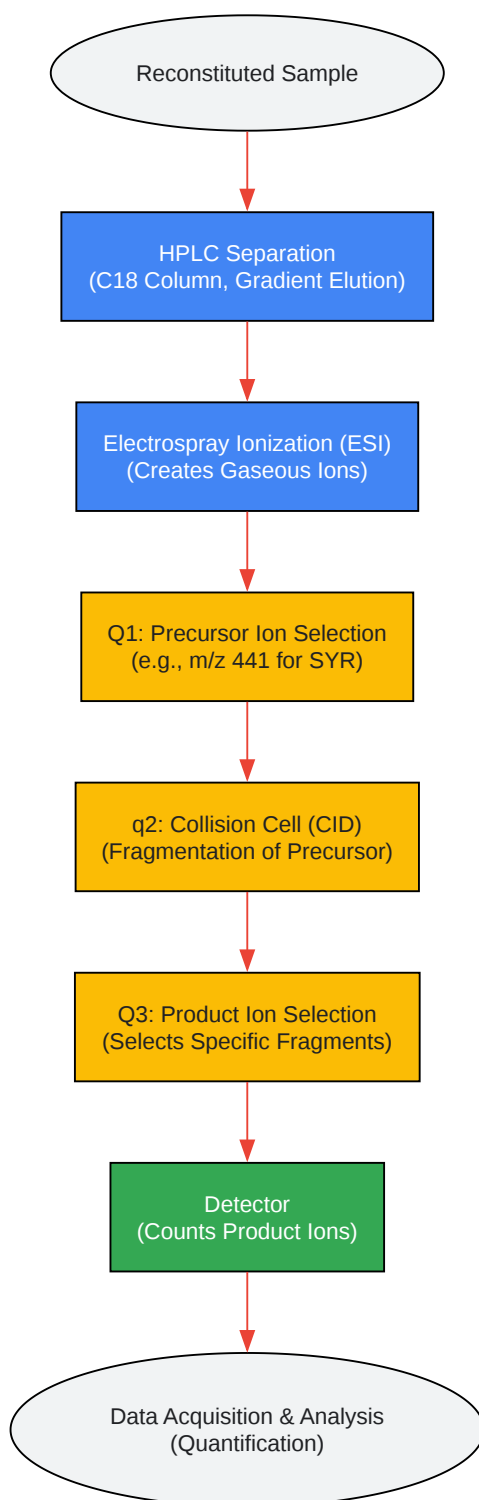 Reconstituted Sample
HPLC Separation
(C18 Column, Gradient Elution)
Electrospray Ionization (ESI)
(Creates Gaseous Ions)
Q1: Precursor Ion Selection
(e.g., m/z 441 for SYR)
q2: Collision Cell (CID)
(Fragmentation of Precursor)
Q3: Product Ion Selection
(Selects Specific Fragments)
Detector
(Counts Product Ions)
Data Acquisition & Analysis
(Quantification)